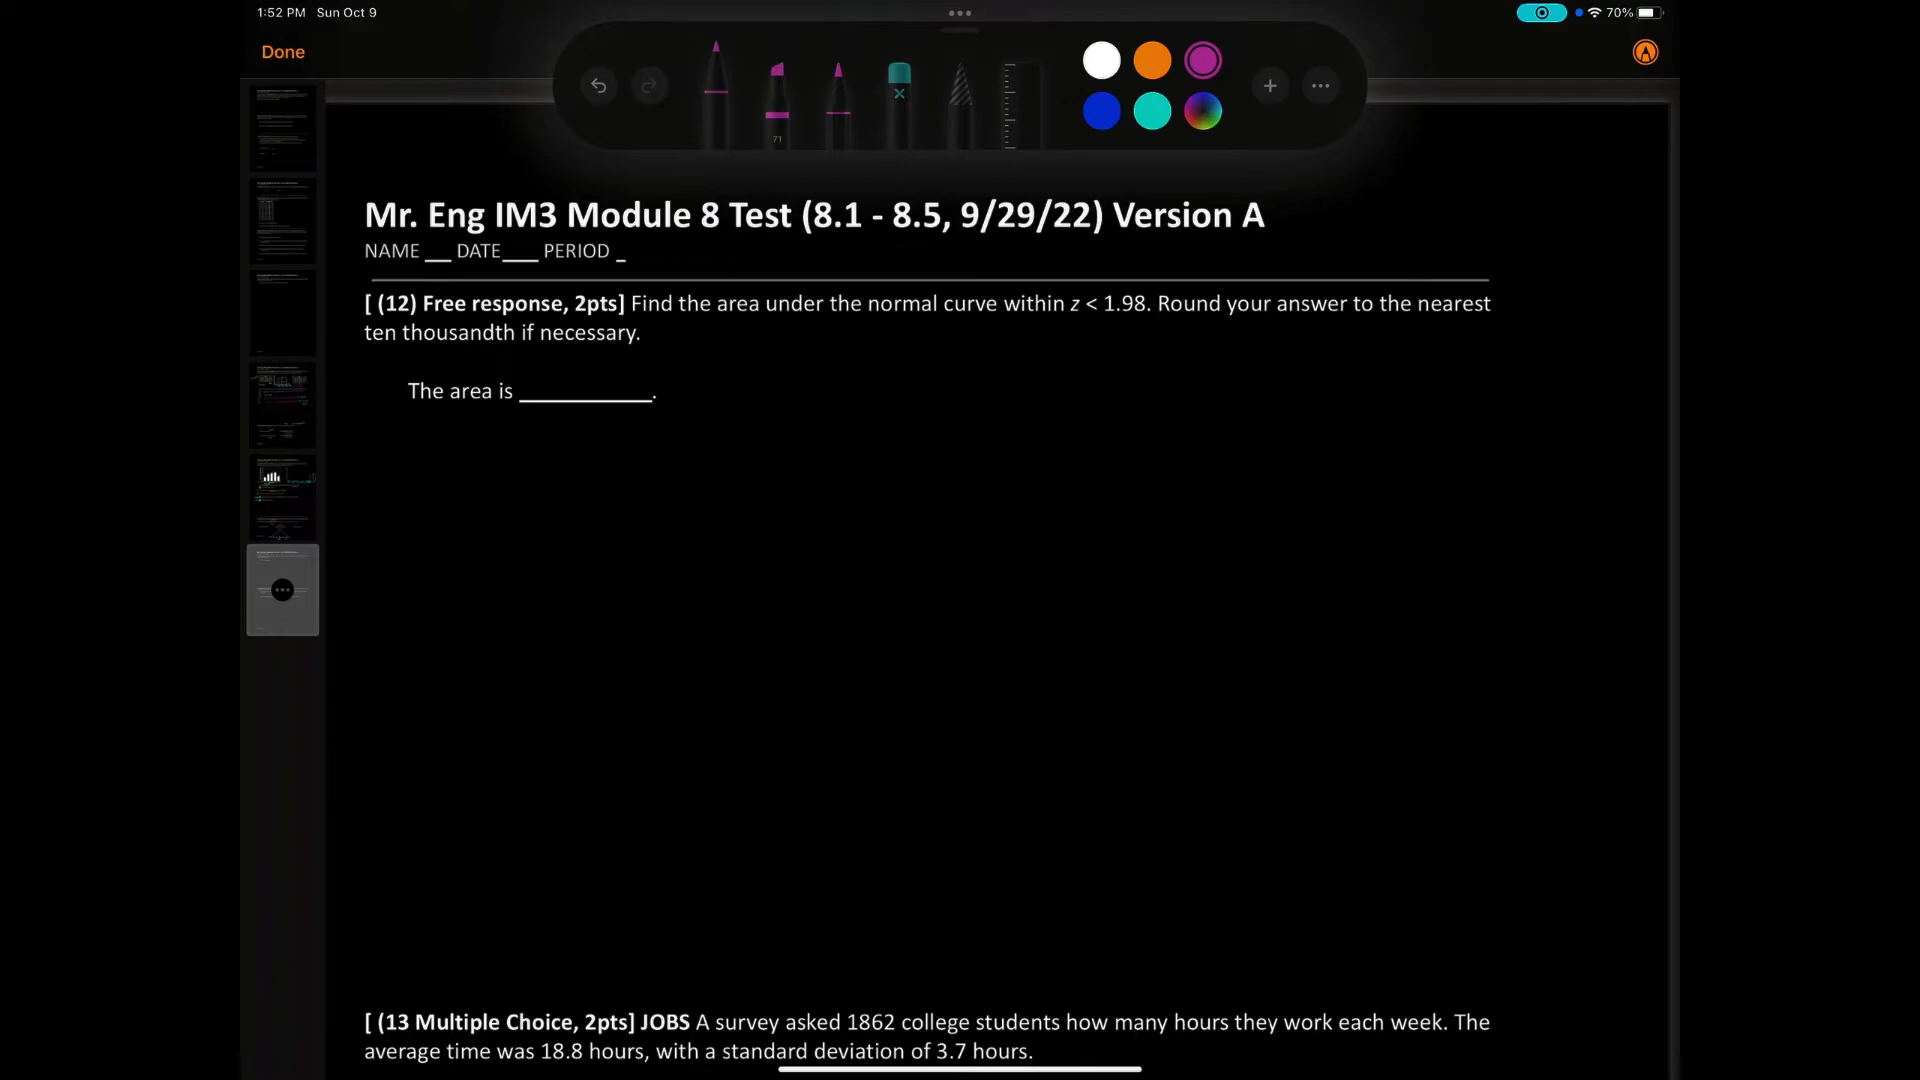 1:52 PM Sun Oct 9
70%
Done
71
Mr. Eng IM3 Module 8 Test (8.1 - 8.5, 9/29/22) Version A
NAME ___ DATE____ PERIOD _
[ (12) Free response, 2pts] Find the area under the normal curve within z < 1.98. Round your answer to the nearest
ten thousandth if necessary.
The area is ___________.
[ (13 Multiple Choice, 2pts] JOBS A survey asked 1862 college students how many hours they work each week. The
average time was 18.8 hours, with a standard deviation of 3.7 hours.